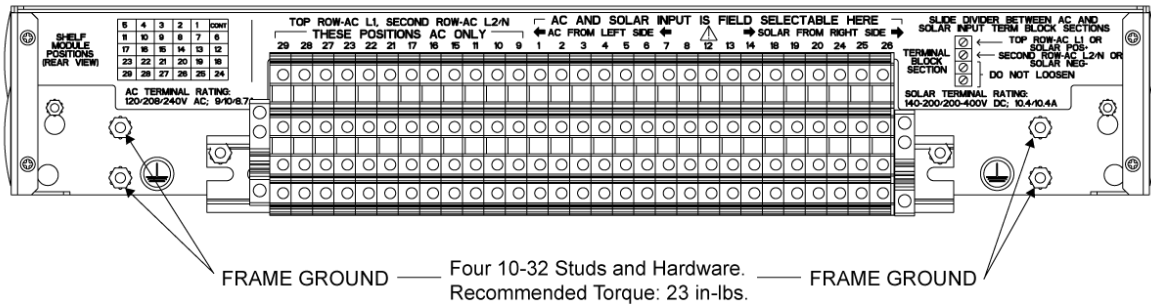 SHELF
MODULE
POSITIONS
(REAR VIEW)
5 4 3 2 1 CONT
11 10 9 8 7 6
17 16 15 14 13 12
23 22 21 20 19 18
29 28 27 26 25 24
AC TERMINAL RATING:
120/208/240V AC; 9/10/8.7
TOP ROW-AC L1, SECOND ROW-AC L2/N
THESE POSITIONS AC ONLY
AC AND SOLAR INPUT IS FIELD SELECTABLE HERE
AC FROM LEFT SIDE
SOLAR FROM RIGHT SIDE
29 28 27 23 22 21 17 16 15 11 10 9 1 2 3 4 5 6 7 8 12 13 14 18 19 20 24 25 26
SLIDE DIVIDER BETWEEN AC AND
SOLAR INPUT TERM BLOCK SECTIONS
TERMINAL
BLOCK
SECTION
TOP ROW-AC L1 OR
SOLAR POS+
SECOND ROW-AC L2/N OR
SOLAR NEG-
DO NOT LOOSEN
SOLAR TERMINAL RATING:
140-200/200-400V DC; 10.4/10.4A
FRAME GROUND
Four 10-32 Studs and Hardware.
Recommended Torque: 23 in-lbs.
FRAME GROUND